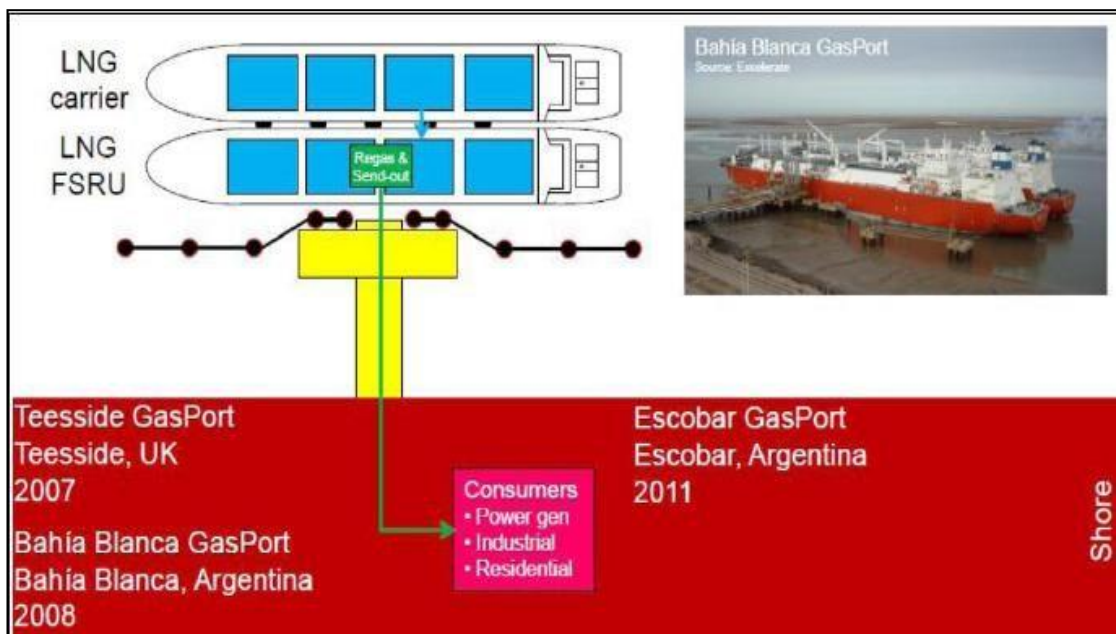 LNG
carrier
LNG
FSRU
Regas &
Send-out
Bahía Blanca GasPort
Source: Excelerate
Teesside GasPort
Teesside, UK
2007
Bahía Blanca GasPort
Bahía Blanca, Argentina
2008
Consumers
• Power gen
• Industrial
• Residential
Escobar GasPort
Escobar, Argentina
2011
Shore